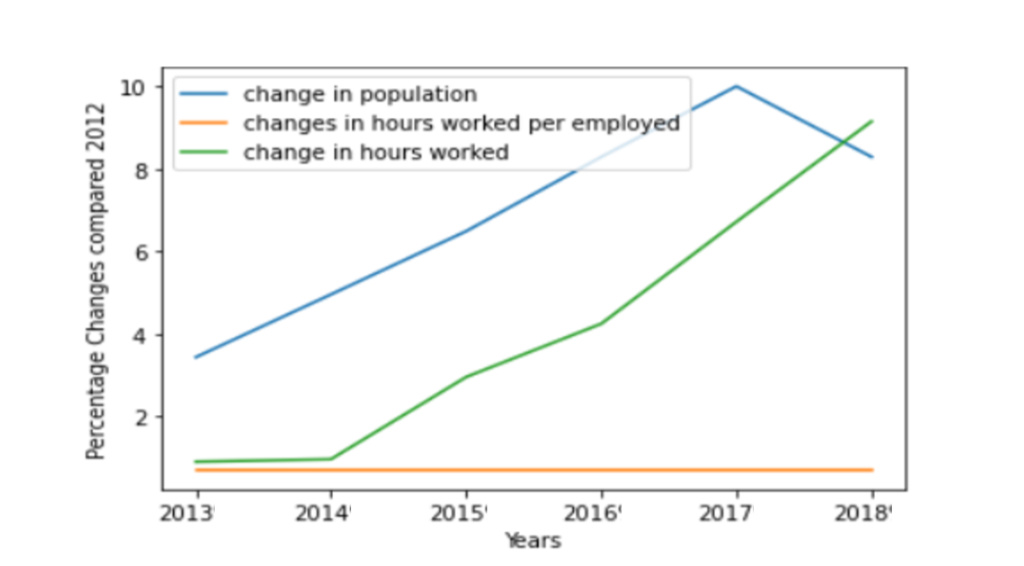 10
8
6
4
2
Percentage Changes compared 2012
change in population
changes in hours worked per employed
change in hours worked
2013' 2014' 2015' 2016' 2017 2018'
Years